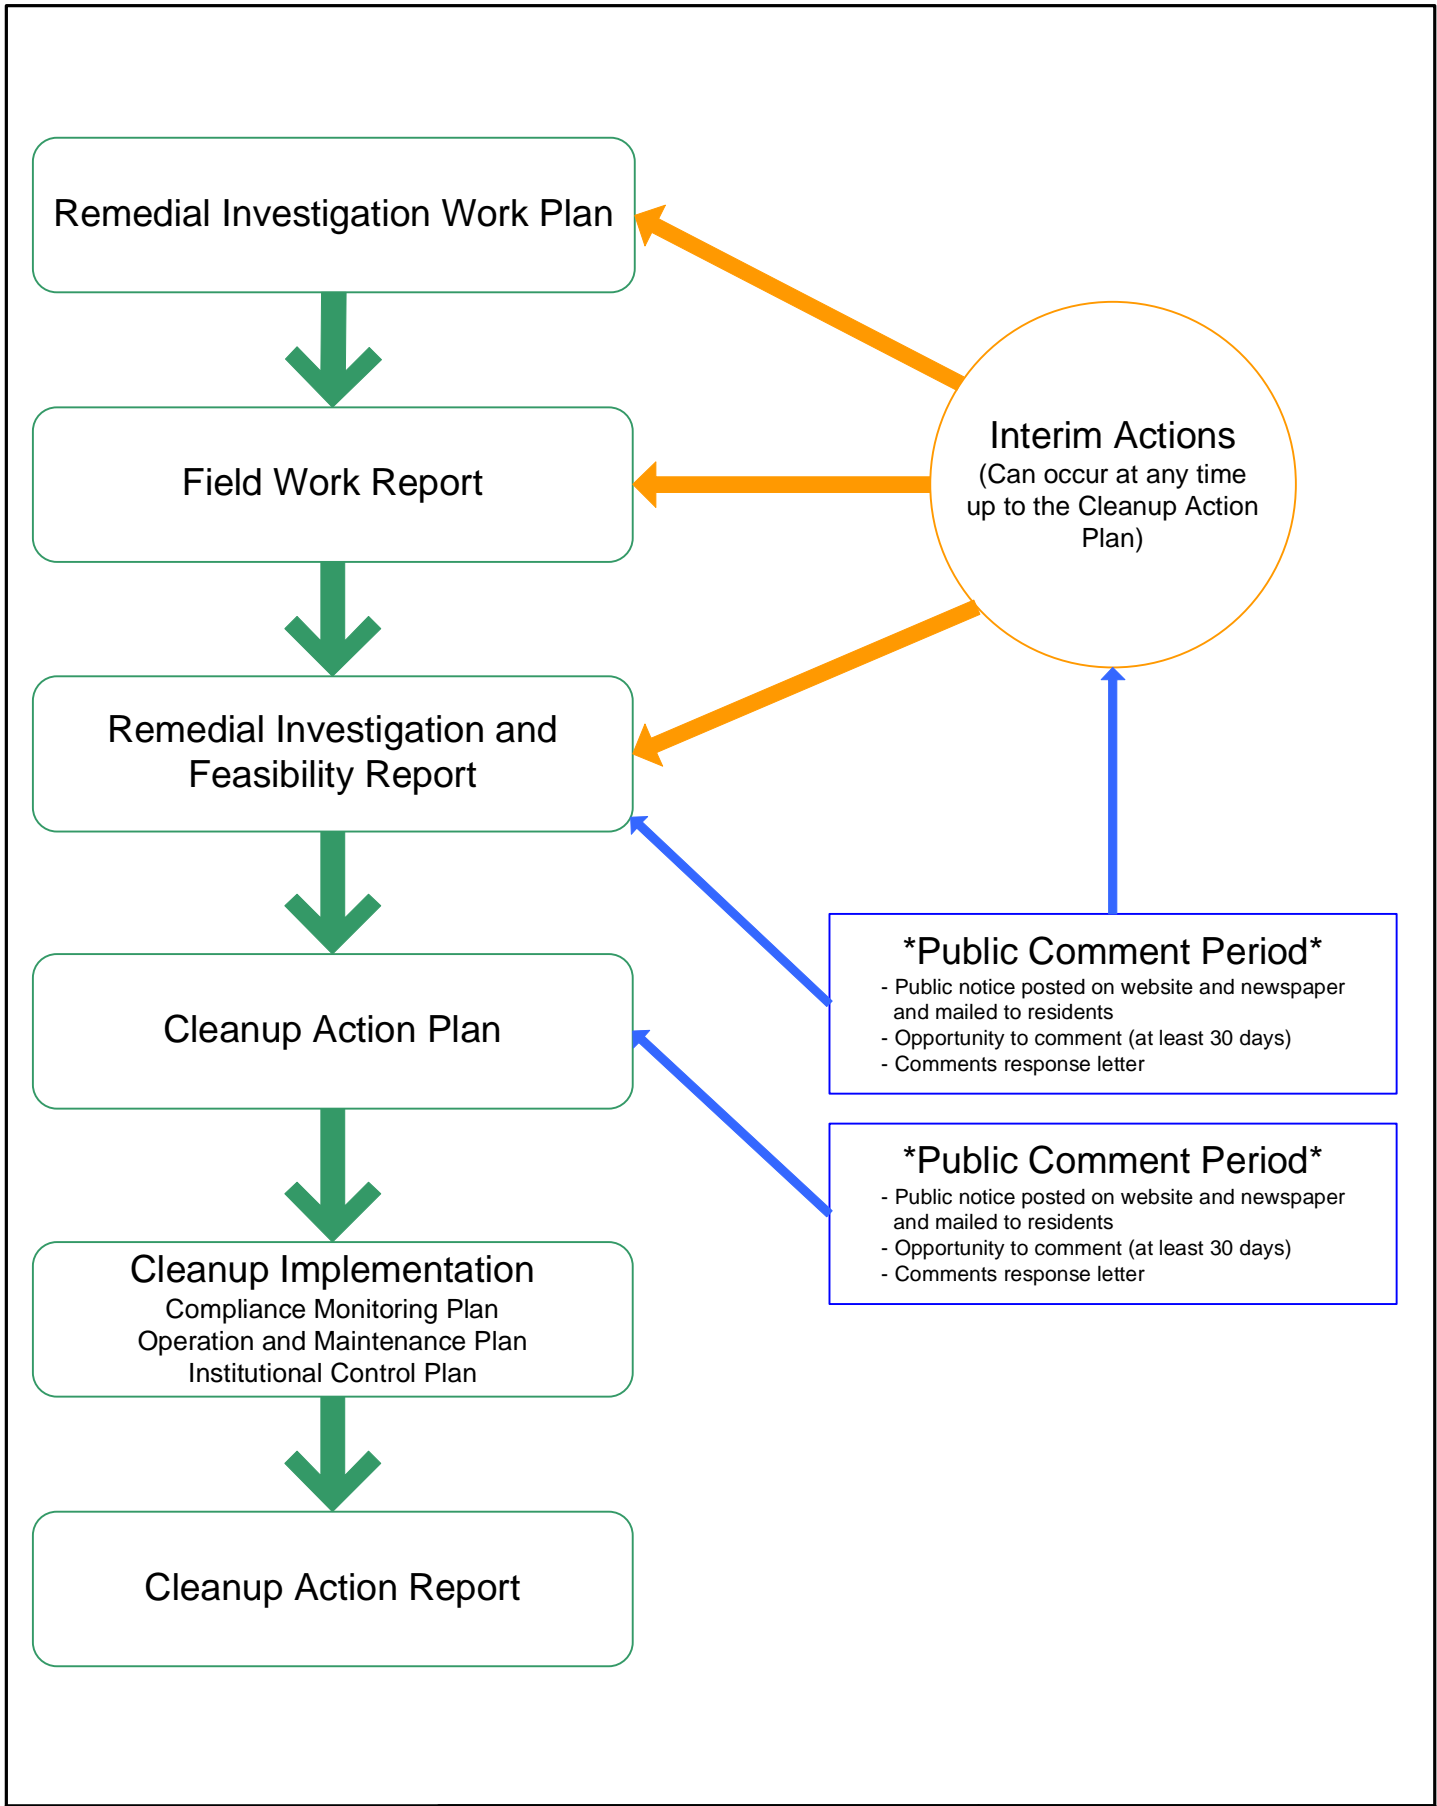 Remedial Investigation Work Plan
Field Work Report
Interim Actions
(Can occur at any time
up to the Cleanup Action
Plan)
Remedial Investigation and
Feasibility Report
*Public Comment Period*
- Public notice posted on website and newspaper
and mailed to residents
- Opportunity to comment (at least 30 days)
- Comments response letter
Cleanup Action Plan
*Public Comment Period*
- Public notice posted on website and newspaper
and mailed to residents
- Opportunity to comment (at least 30 days)
- Comments response letter
Cleanup Implementation
Compliance Monitoring Plan
Operation and Maintenance Plan
Institutional Control Plan
Cleanup Action Report